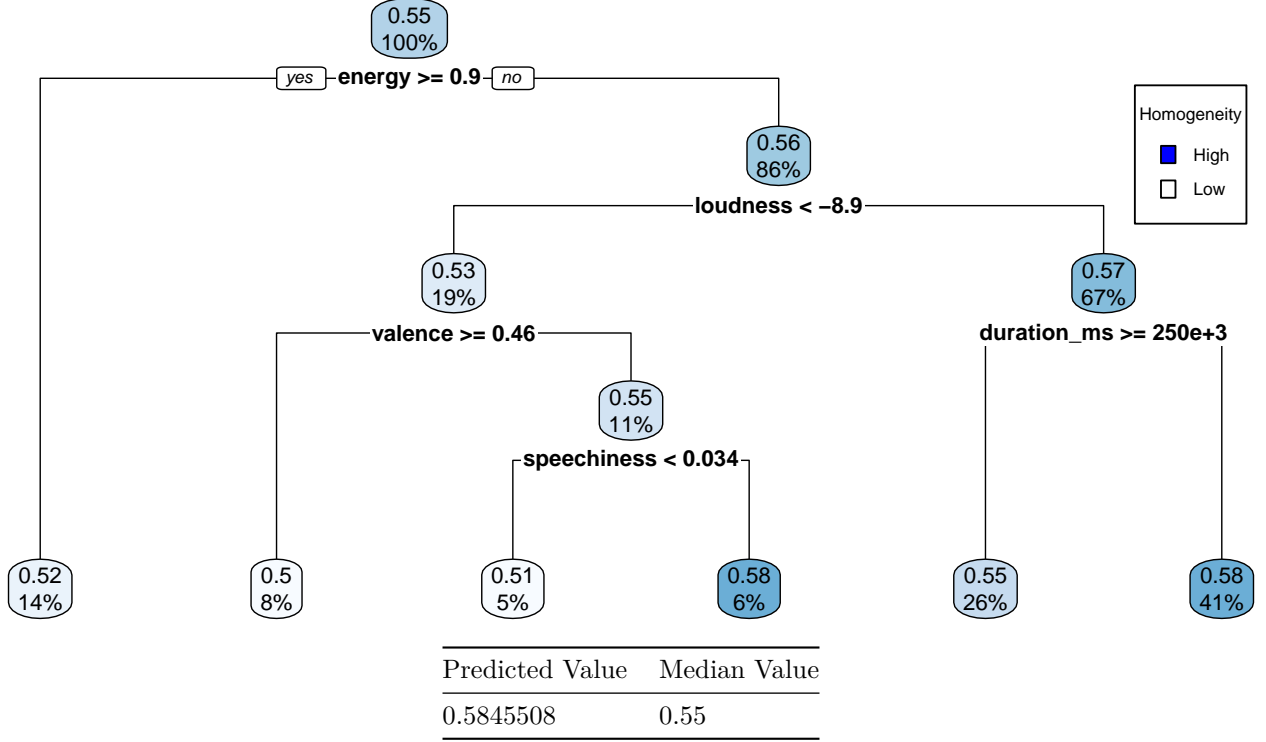 0.55
100%
yes energy >= 0.9 no
Homogeneity
High
Low
0.56
86%
loudness < −8.9
0.53
19%
0.57
67%
valence >= 0.46
duration_ms >= 250e+3
0.55
11%
speechiness < 0.034
0.52
14%
0.5
8%
0.51
5%
0.58
6%
0.55
26%
0.58
41%
Predicted Value Median Value
0.5845508 0.55